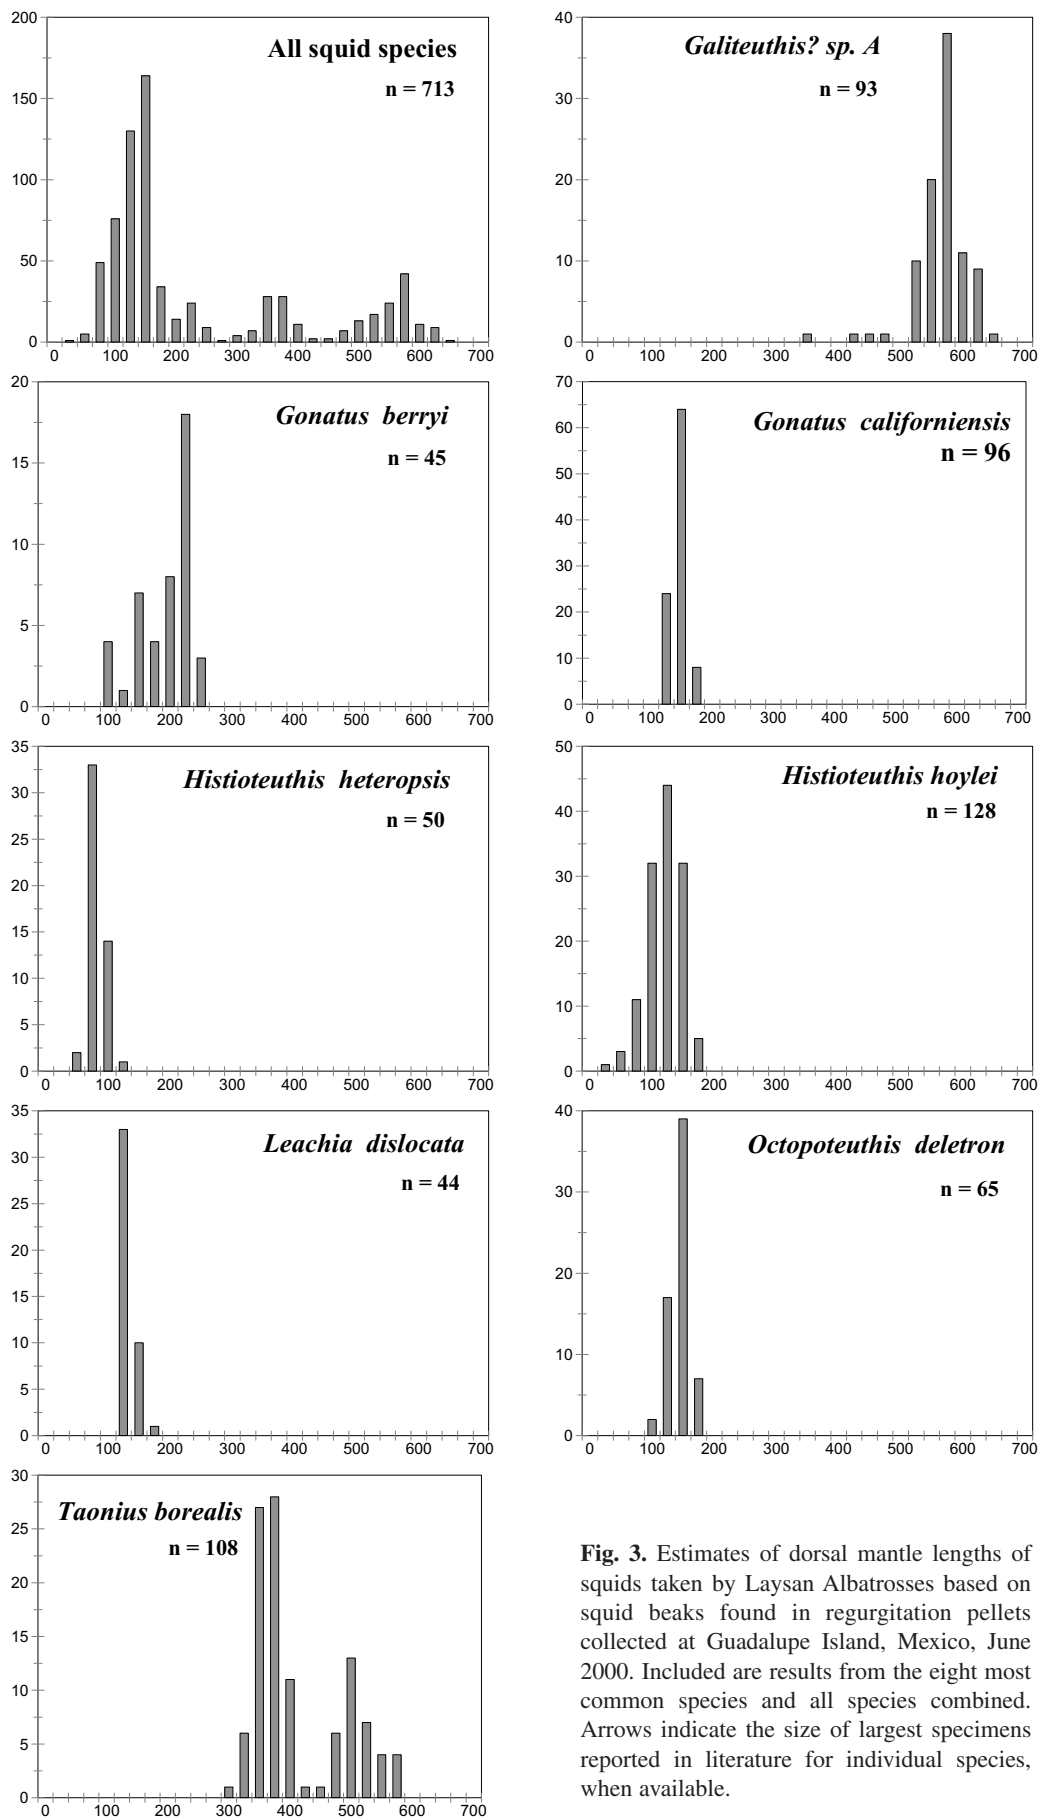 200
150
100
50
0
0 100 200 300 400 500 600 700
All squid species
n = 713
40
30
20
10
0
0 100 200 300 400 500 600 700
Galiteuthis? sp. A
n = 93
20
15
10
5
0
0 100 200 300 400 500 600 700
Gonatus berryi
n = 45
70
60
50
40
30
20
10
0
0 100 200 300 400 500 600 700
Gonatus californiensis
n = 96
35
30
25
20
15
10
5
0
0 100 200 300 400 500 600 700
Histioteuthis heteropsis
n = 50
50
40
30
20
10
0
0 100 200 300 400 500 600 700
Histioteuthis hoylei
n = 128
35
30
25
20
15
10
5
0
0 100 200 300 400 500 600 700
Leachia dislocata
n = 44
40
30
20
10
0
0 100 200 300 400 500 600 700
Octopoteuthis deletron
n = 65
30
25
20
15
10
5
0
0 100 200 300 400 500 600 700
Taonius borealis
n = 108
Fig. 3. Estimates of dorsal mantle lengths of
squids taken by Laysan Albatrosses based on
squid beaks found in regurgitation pellets
collected at Guadalupe Island, Mexico, June
2000. Included are results from the eight most
common species and all species combined.
Arrows indicate the size of largest specimens
reported in literature for individual species,
when available.